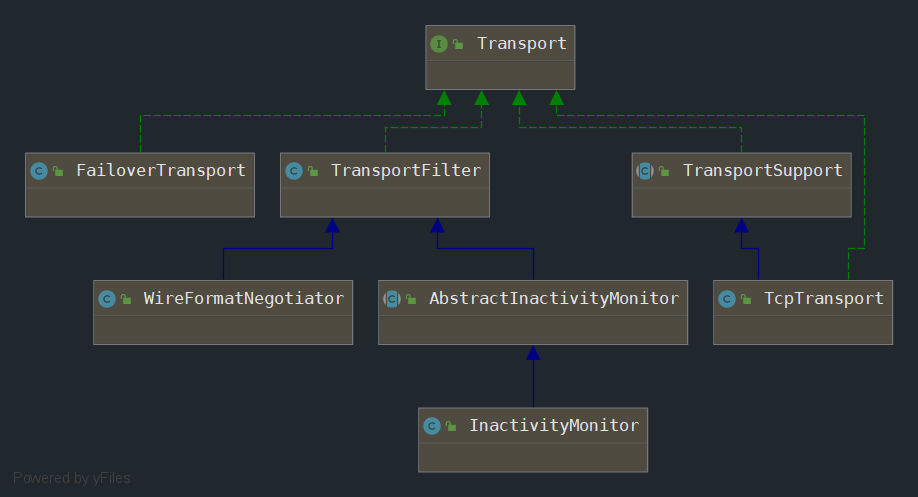 Transport
FailoverTransport
TransportFilter
TransportSupport
WireFormatNegotiator
AbstractInactivityMonitor
TcpTransport
InactivityMonitor
Powered by yFiles